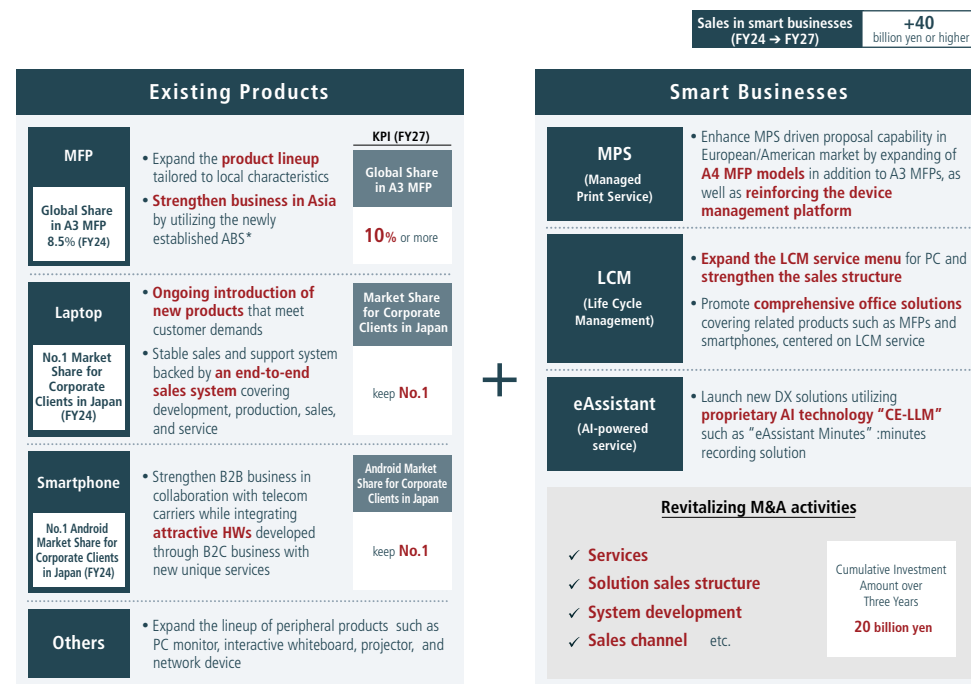 Sales in smart businesses
(FY24 ➔ FY27)
+40
billion yen or higher
Existing Products
KPI (FY27)
MFP
Global Share
in A3 MFP
8.5% (FY24)
• Expand the product lineup
tailored to local characteristics
• Strengthen business in Asia
by utilizing the newly
established ABS*
Global Share
in A3 MFP
10% or more
Laptop
No.1 Market
Share for
Corporate
Clients in Japan
(FY24)
• Ongoing introduction of
new products that meet
customer demands
• Stable sales and support system
backed by an end-to-end
sales system covering
development, production, sales,
and service
Market Share
for Corporate
Clients in Japan
keep No.1
Smartphone
No.1 Android
Market Share for
Corporate Clients
in Japan (FY24)
• Strengthen B2B business in
collaboration with telecom
carriers while integrating
attractive HWs developed
through B2C business with
new unique services
Android Market
Share for Corporate
Clients in Japan
keep No.1
Others
• Expand the lineup of peripheral products such as
PC monitor, interactive whiteboard, projector, and
network device
+
Smart Businesses
MPS
(Managed
Print Service)
• Enhance MPS driven proposal capability in
European/American market by expanding of
A4 MFP models in addition to A3 MFPs, as
well as reinforcing the device
management platform
LCM
(Life Cycle
Management)
• Expand the LCM service menu for PC and
strengthen the sales structure
• Promote comprehensive office solutions
covering related products such as MFPs and
smartphones, centered on LCM service
eAssistant
(AI-powered
service)
• Launch new DX solutions utilizing
proprietary AI technology “CE-LLM”
such as “eAssistant Minutes” :minutes
recording solution
Revitalizing M&A activities
✓ Services
✓ Solution sales structure
✓ System development
✓ Sales channel etc.
Cumulative Investment
Amount over
Three Years
20 billion yen